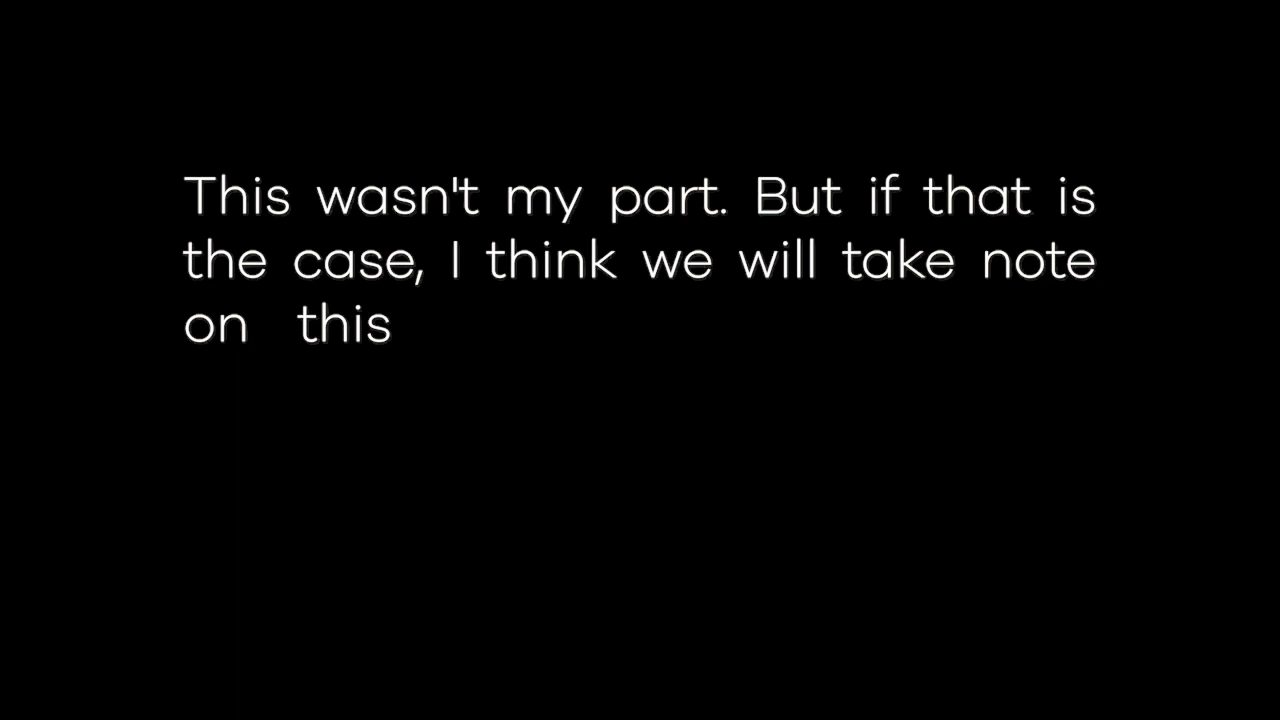 This wasn't my part. But if that is
the case, I think we will take note
on this